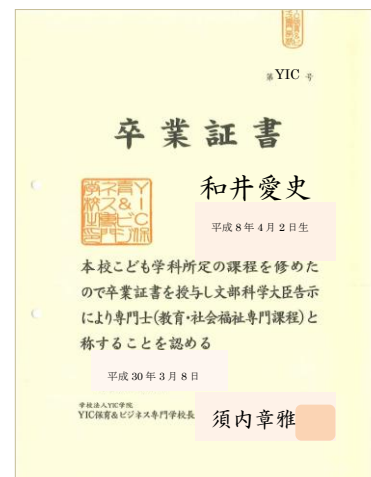 第YIC号
卒業証書
和井愛史
平成8年4月2日生
本校こども学科所定の課程を修めた
ので卒業証書を授与し文部科学大臣告示
により専門士(教育・社会福祉専門課程)と
称することを認める
平成30年3月8日
学校法人YIC学院
YIC保育&ビジネス専門学校長
須内章雅